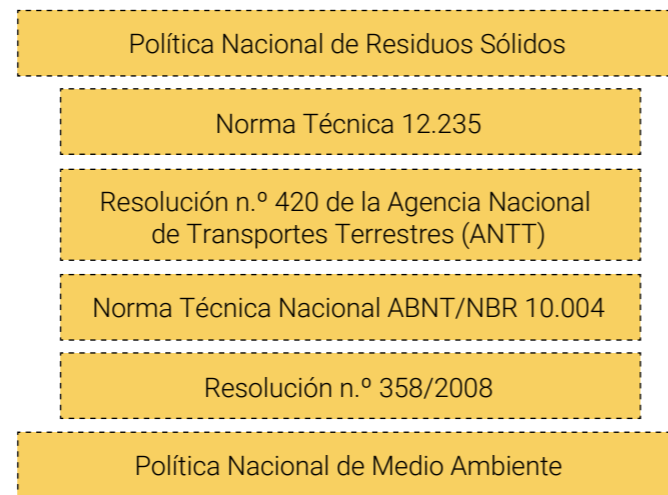 Política Nacional de Residuos Sólidos
Norma Técnica 12.235
Resolución n.º 420 de la Agencia Nacional
de Transportes Terrestres (ANTT)
Norma Técnica Nacional ABNT/NBR 10.004
Resolución n.º 358/2008
Política Nacional de Medio Ambiente